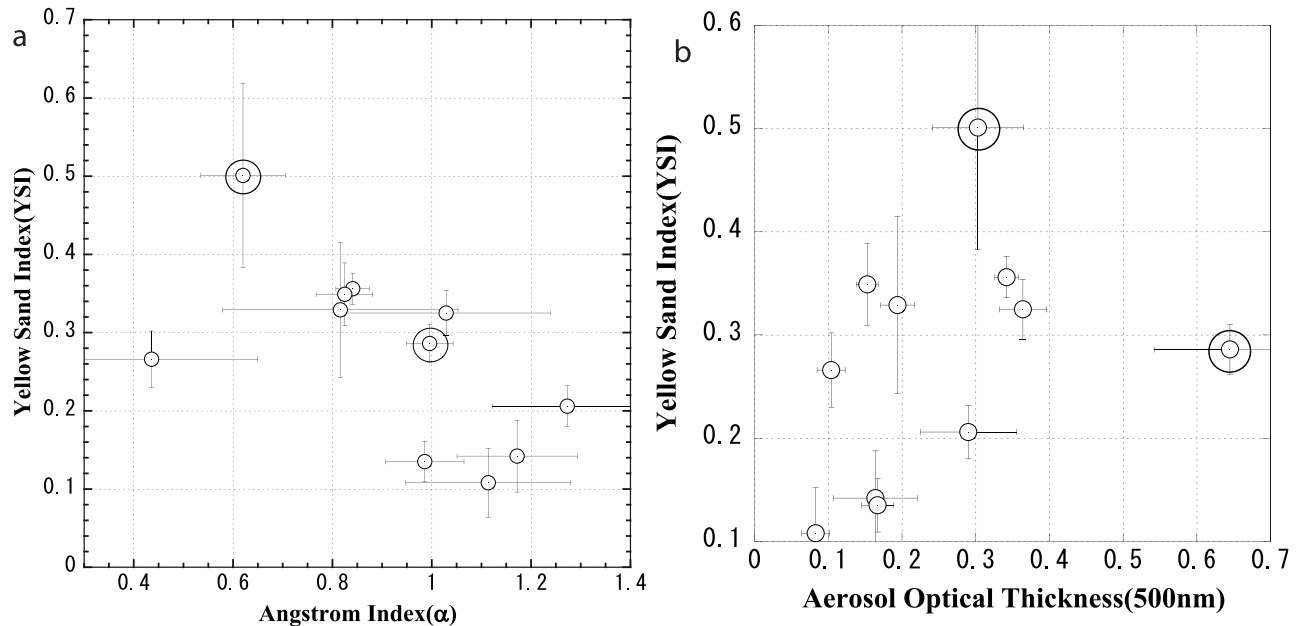 a
0.7
0.6
0.5
0.4
0.3
0.2
0.1
0
Yellow Sand Index(YSI)
0.4 0.6 0.8 1 1.2 1.4
Angstrom Index(α)
b
0.6
0.5
0.4
0.3
0.2
0.1
Yellow Sand Index(YSI)
0 0.1 0.2 0.3 0.4 0.5 0.6 0.7
Aerosol Optical Thickness(500nm)